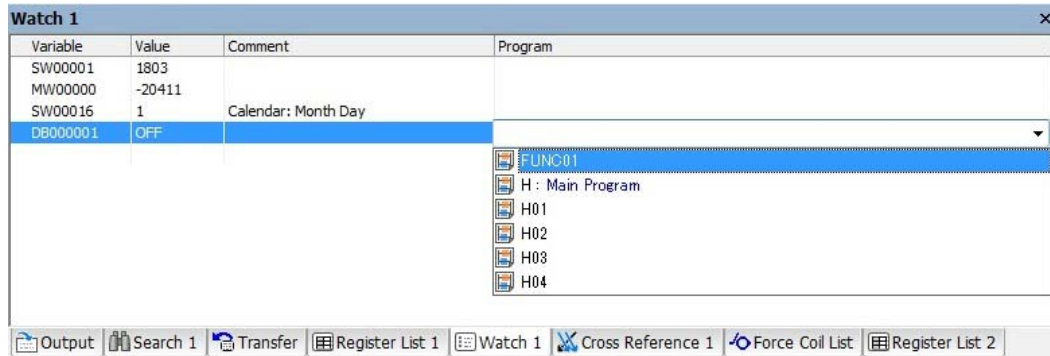 Watch 1
Variable Value Comment Program
SW00001 1803
MW00000 -20411
SW00016 1 Calendar: Month Day
DB000001 OFF
FUNC01
H : Main Program
H01
H02
H03
H04
Output Search 1 Transfer Register List 1 Watch 1 Cross Reference 1 Force Coil List Register List 2